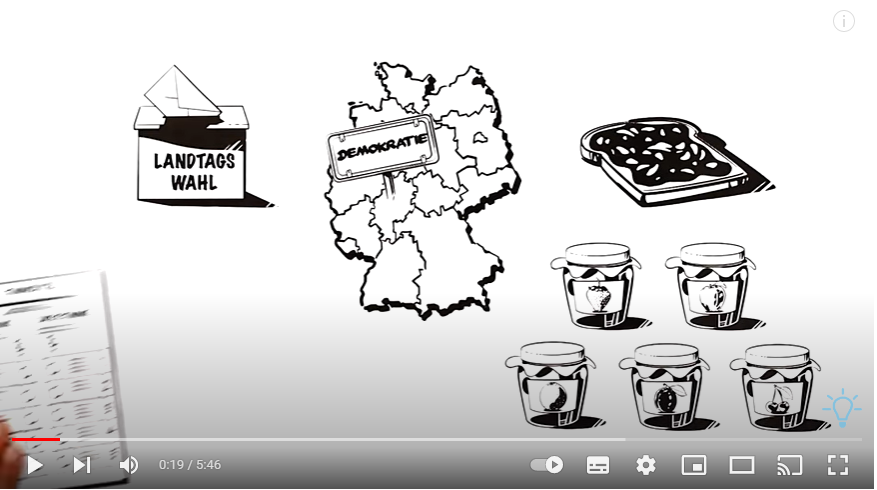 LANDTAGS
WAHL
DEMOKRATIE
0:19 / 5:46